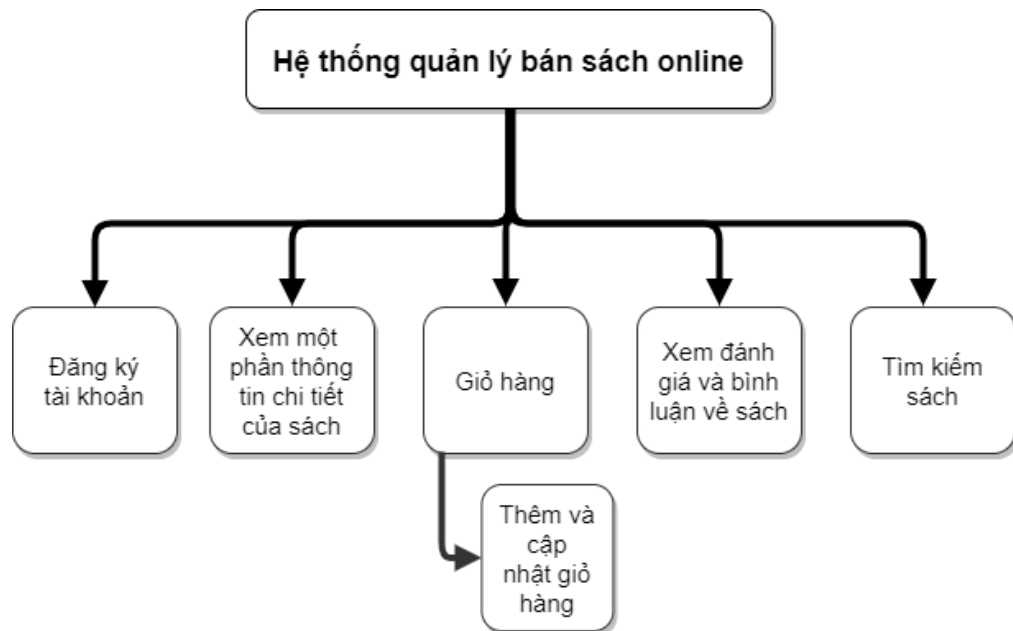 Hệ thống quản lý bán sách online
Đăng ký
tài khoản
Xem một
phần thông
tin chi tiết
của sách
Giỏ hàng
Xem đánh
giá và bình
luận về sách
Tìm kiếm
sách
Thêm và
cập
nhật giỏ
hàng